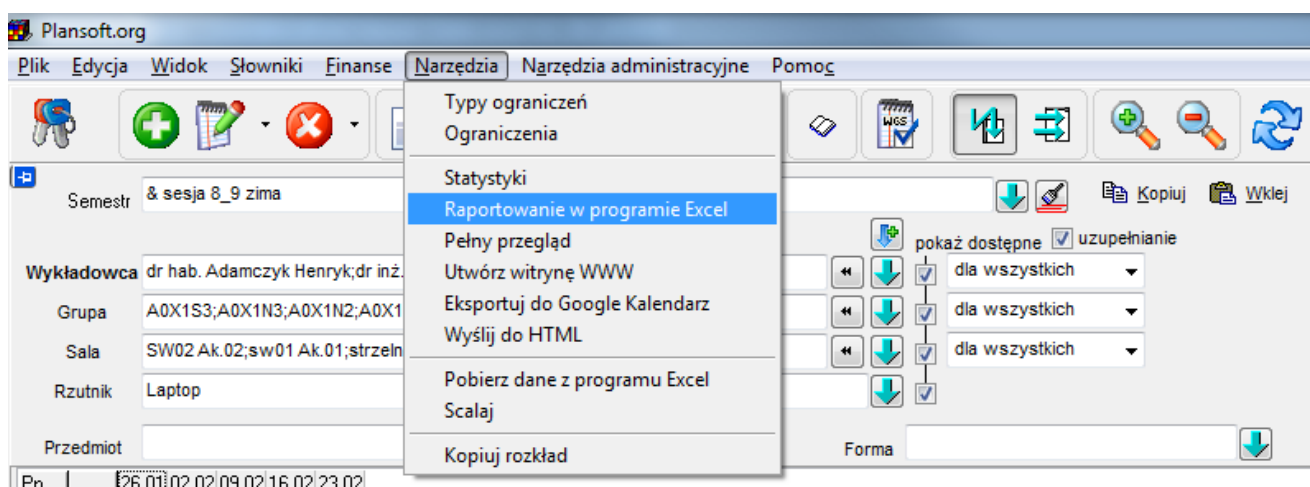 Plansoft.org
Plik Edycja Widok Słowniki Finanse Narzędzia Narzędzia administracyjne Pomoc
Typy ograniczeń
Ograniczenia
WGS
Statystyki
Semestr & sesja 8_9 zima Kopiuj Wklej
Raportowanie w programie Excel
Pełny przegląd pokaż dostępne uzupełnianie
Wykładowca dr hab. Adamczyk Henryk;dr inż. Utwórz witrynę WWW dla wszystkich
Grupa A0X1S3;A0X1N3;A0X1N2;A0X1 Eksportuj do Google Kalendarz dla wszystkich
Wyślij do HTML
Sala SW02 Ak.02;sw01 Ak.01;strzeln dla wszystkich
Rzutnik Laptop Pobierz dane z programu Excel
Scalaj
Przedmiot Kopiuj rozkład Forma
Pn 26.01 02.02 09.02 16.02 23.02